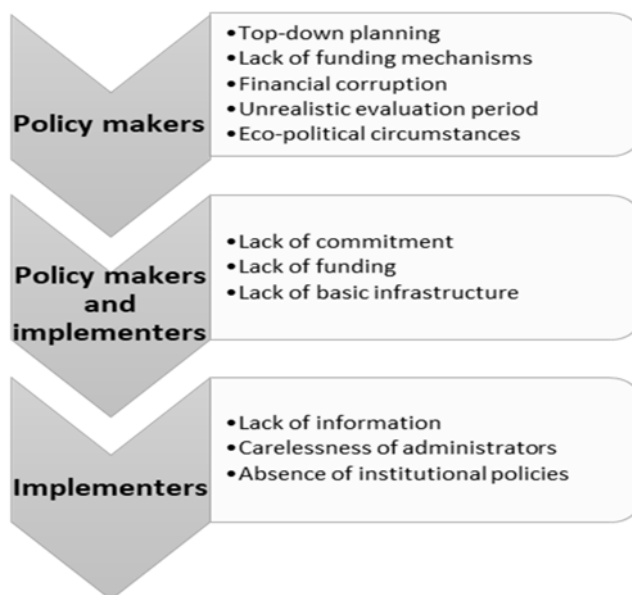 Policy makers
•Top-down planning
•Lack of funding mechanisms
•Financial corruption
•Unrealistic evaluation period
•Eco-political circumstances
Policy makers
and
implementers
•Lack of commitment
•Lack of funding
•Lack of basic infrastructure
Implementers
•Lack of information
•Carelessness of administrators
•Absence of institutional policies